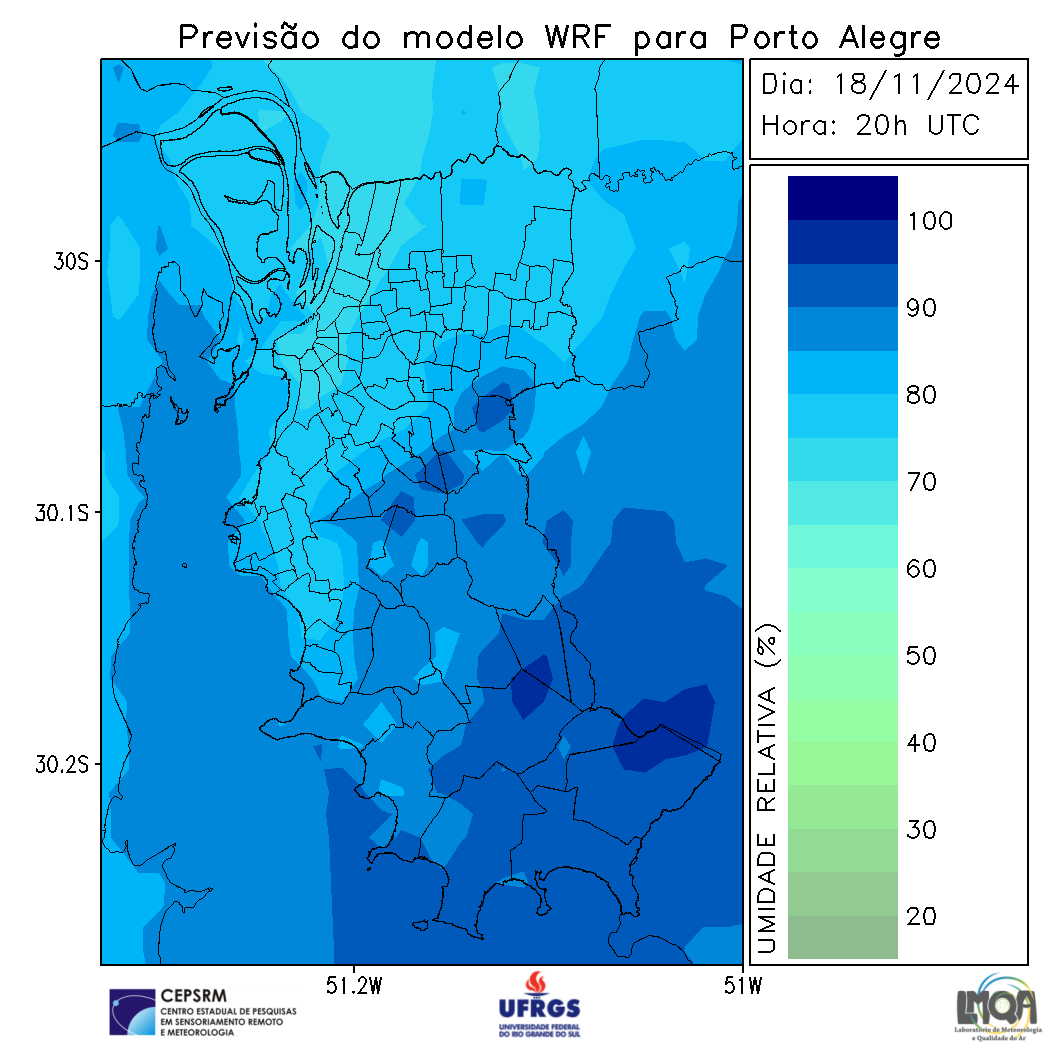 Previsão do modelo WRF para Porto Alegre
Dia: 18/11/2024
Hora: 20h UTC
100
90
80
70
60
50
40
30
20
UMIDADE RELATIVA (%)
30S
30.1S
30.2S
51.2W
51W
CEPSRM
CENTRO ESTADUAL DE PESQUISAS
EM SENSORIAMENTO REMOTO
E METEOROLOGIA
UFRGS
UNIVERSIDADE FEDERAL
DO RIO GRANDE DO SUL
LMQA
Laboratório de Meteorologia
e Qualidade do Ar